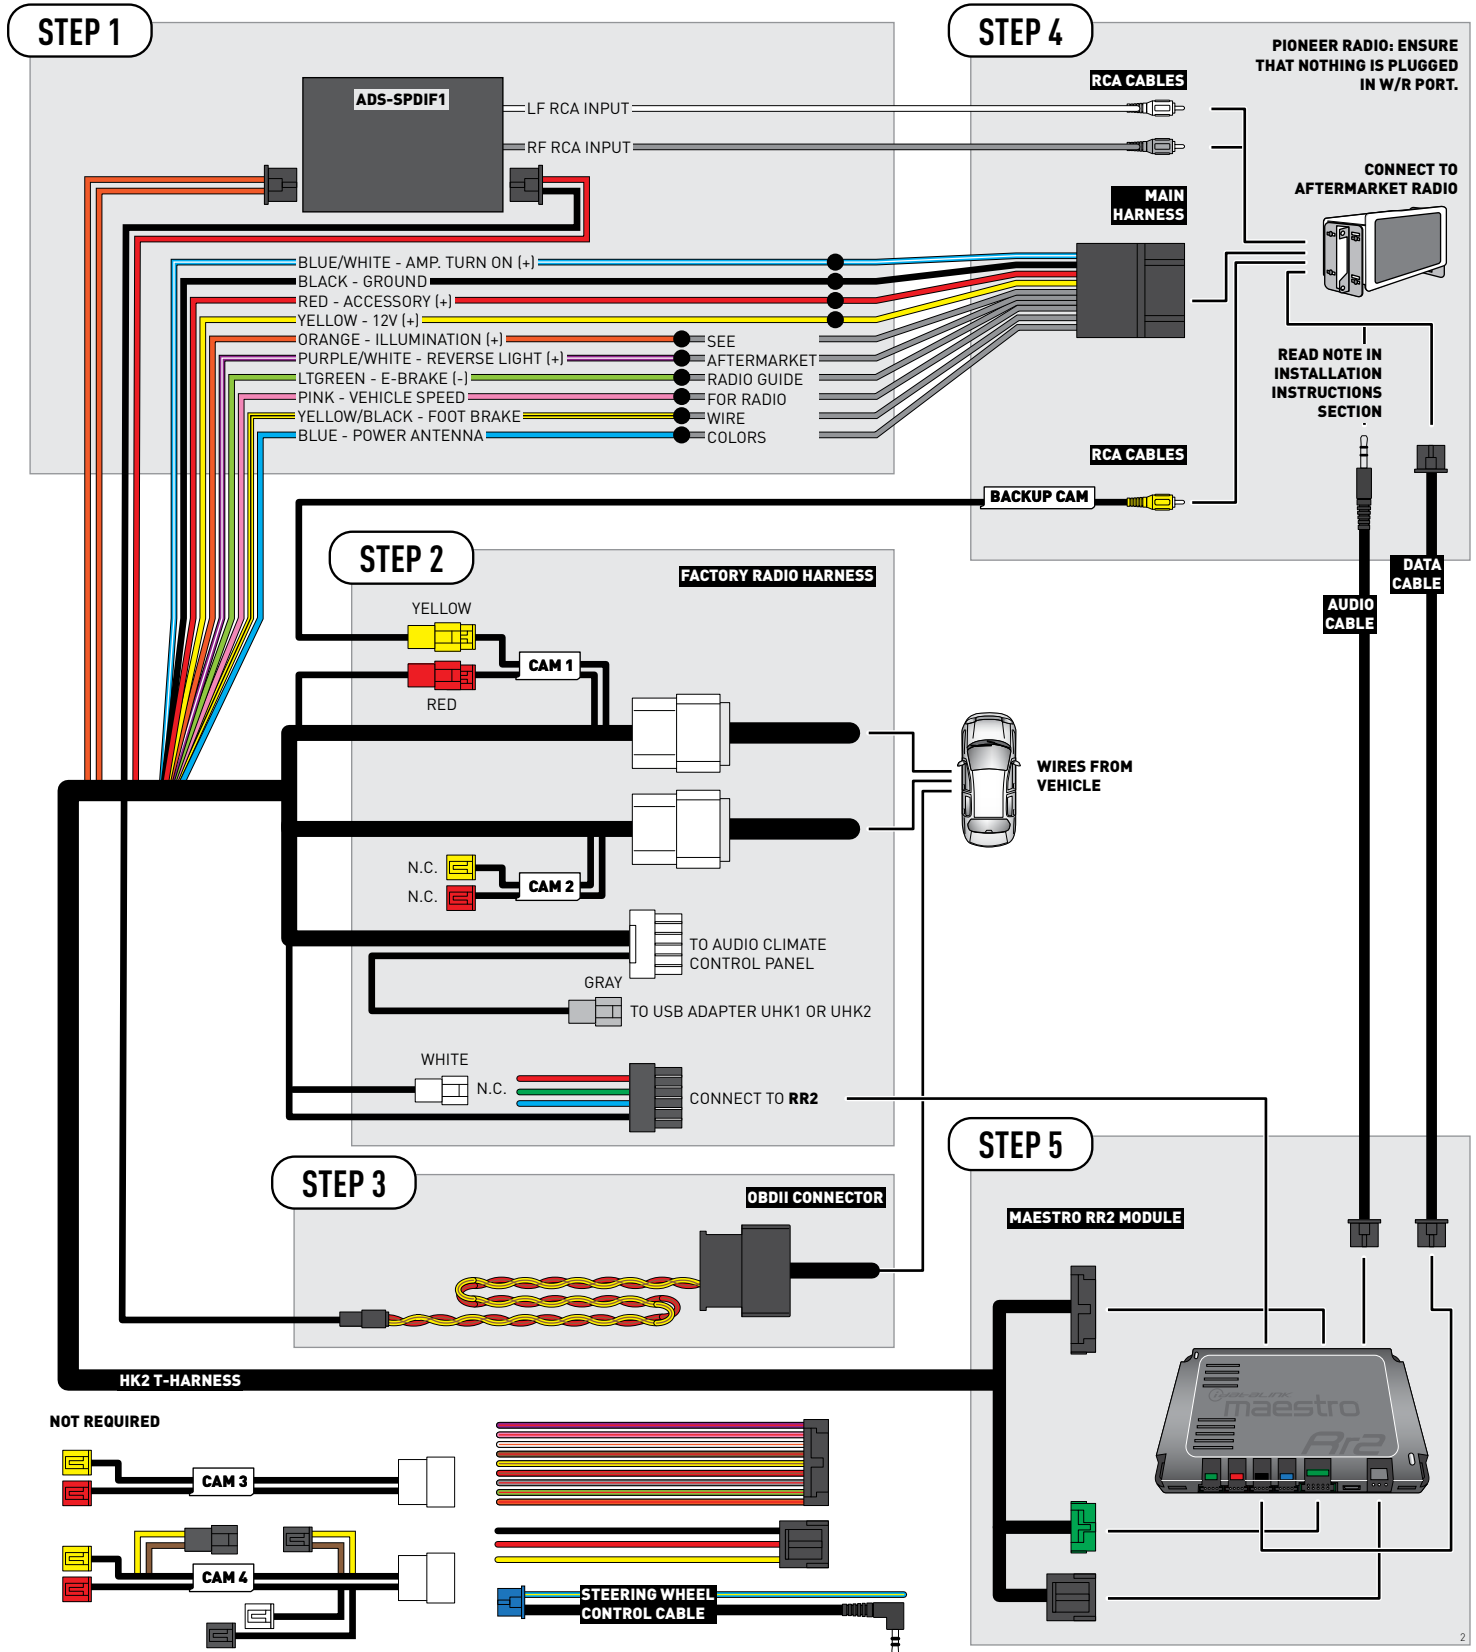 STEP 1
ADS-SPDIF1
LF RCA INPUT
RF RCA INPUT
BLUE/WHITE - AMP. TURN ON (+)
BLACK - GROUND
RED - ACCESSORY (+)
YELLOW - 12V (+)
ORANGE - ILLUMINATION (+)
PURPLE/WHITE - REVERSE LIGHT (+)
LTGREEN - E-BRAKE (-)
PINK - VEHICLE SPEED
YELLOW/BLACK - FOOT BRAKE
BLUE - POWER ANTENNA
SEE
AFTERMARKET
RADIO GUIDE
FOR RADIO
WIRE
COLORS
STEP 4
PIONEER RADIO: ENSURE
THAT NOTHING IS PLUGGED
IN W/R PORT.
RCA CABLES
CONNECT TO
AFTERMARKET RADIO
MAIN
HARNESS
READ NOTE IN
INSTALLATION
INSTRUCTIONS
SECTION
RCA CABLES
BACKUP CAM
DATA
CABLE
AUDIO
CABLE
STEP 2
FACTORY RADIO HARNESS
YELLOW
CAM 1
RED
WIRES FROM
VEHICLE
N.C.
CAM 2
N.C.
TO AUDIO CLIMATE
CONTROL PANEL
GRAY
TO USB ADAPTER UHK1 OR UHK2
WHITE
N.C.
CONNECT TO RR2
STEP 3
OBDII CONNECTOR
STEP 5
MAESTRO RR2 MODULE
maestro
Rr2
HK2 T-HARNESS
NOT REQUIRED
CAM 3
CAM 4
STEERING WHEEL
CONTROL CABLE
2